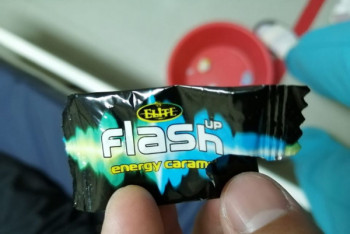 ELITE
flash UP
energy caram